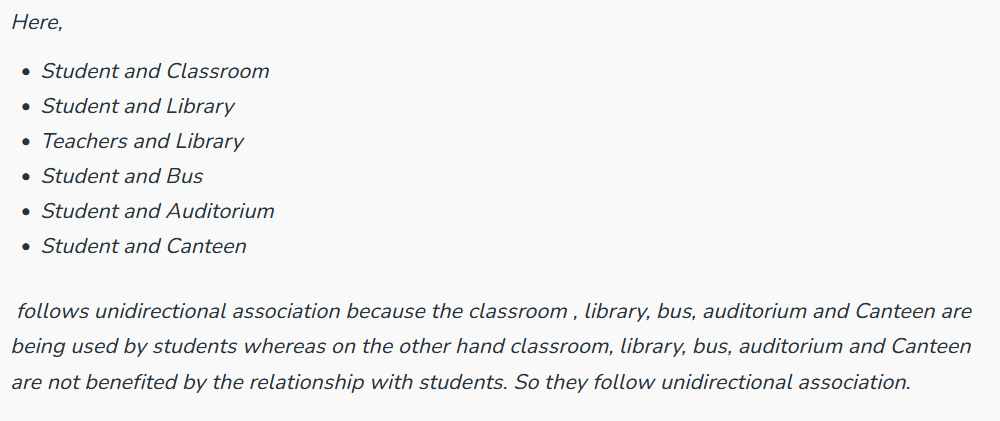 Here,
• Student and Classroom
• Student and Library
• Teachers and Library
• Student and Bus
• Student and Auditorium
• Student and Canteen
follows unidirectional association because the classroom , library, bus, auditorium and Canteen are
being used by students whereas on the other hand classroom, library, bus, auditorium and Canteen
are not benefited by the relationship with students. So they follow unidirectional association.